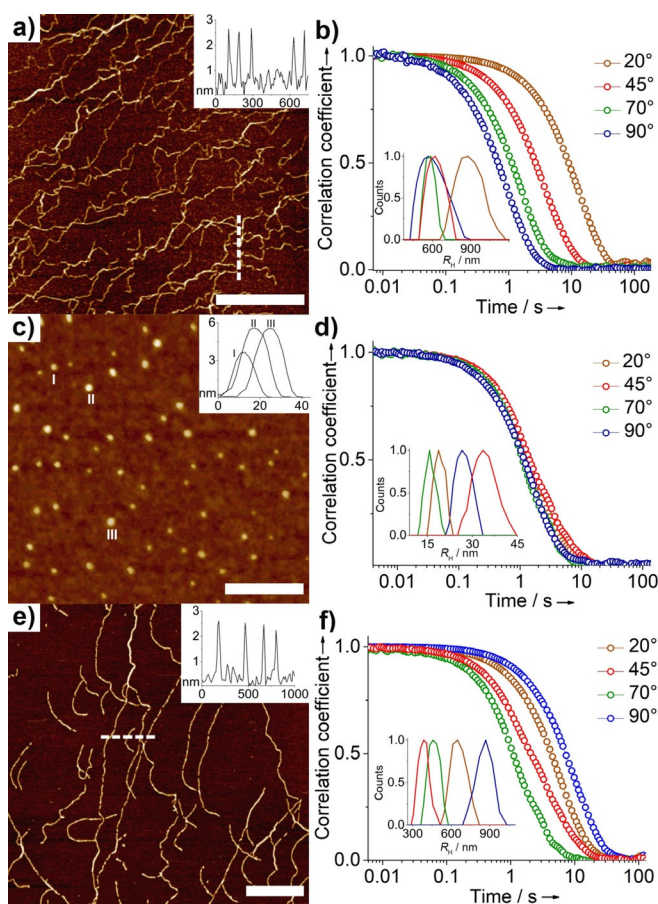 a)
3
2
1
nm
0
0
300
600
b)
1.0
0.5
0.0
Correlation coefficient→
20°
45°
70°
90°
1.0
0.5
0.0
Counts
600
900
R_H / nm
0.01
0.1
1
10
100
Time / s →
c)
I
II
III
6
3
nm
0
20
40
I
II
III
d)
1.0
0.5
0.0
Correlation coefficient→
20°
45°
70°
90°
1.0
0.5
0.0
Counts
15
30
45
R_H / nm
0.01
0.1
1
10
100
Time / s →
e)
3
2
1
nm
0
500
1000
f)
1.0
0.5
0.0
Correlation coefficient→
20°
45°
70°
90°
1.0
0.5
0.0
Counts
300
600
900
R_H / nm
0.01
0.1
1
10
100
Time / s →